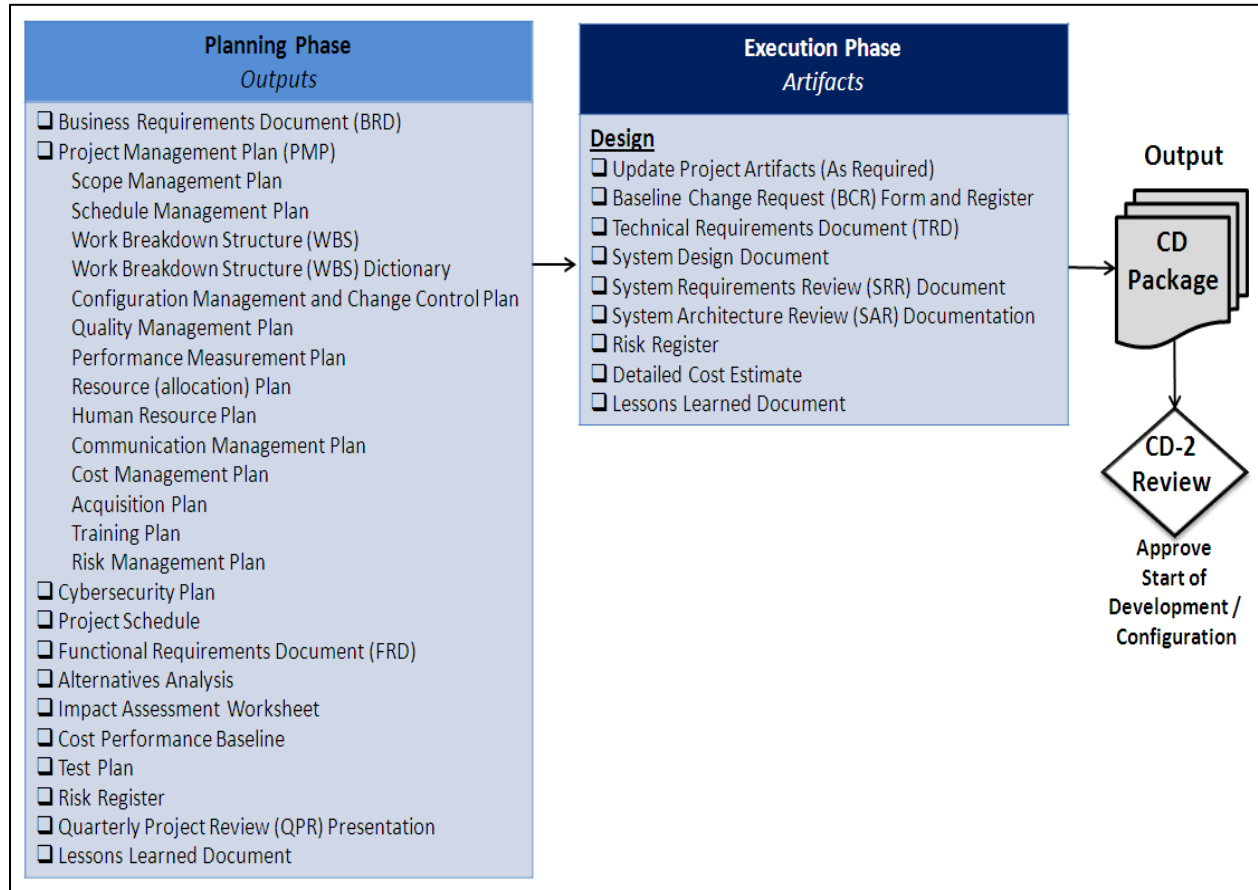 Planning Phase
Outputs
❑ Business Requirements Document (BRD)
❑ Project Management Plan (PMP)
Scope Management Plan
Schedule Management Plan
Work Breakdown Structure (WBS)
Work Breakdown Structure (WBS) Dictionary
Configuration Management and Change Control Plan
Quality Management Plan
Performance Measurement Plan
Resource (allocation) Plan
Human Resource Plan
Communication Management Plan
Cost Management Plan
Acquisition Plan
Training Plan
Risk Management Plan
❑ Cybersecurity Plan
❑ Project Schedule
❑ Functional Requirements Document (FRD)
❑ Alternatives Analysis
❑ Impact Assessment Worksheet
❑ Cost Performance Baseline
❑ Test Plan
❑ Risk Register
❑ Quarterly Project Review (QPR) Presentation
❑ Lessons Learned Document
Execution Phase
Artifacts
Design
❑ Update Project Artifacts (As Required)
❑ Baseline Change Request (BCR) Form and Register
❑ Technical Requirements Document (TRD)
❑ System Design Document
❑ System Requirements Review (SRR) Document
❑ System Architecture Review (SAR) Documentation
❑ Risk Register
❑ Detailed Cost Estimate
❑ Lessons Learned Document
Output
CD
Package
CD-2
Review
Approve
Start of
Development /
Configuration